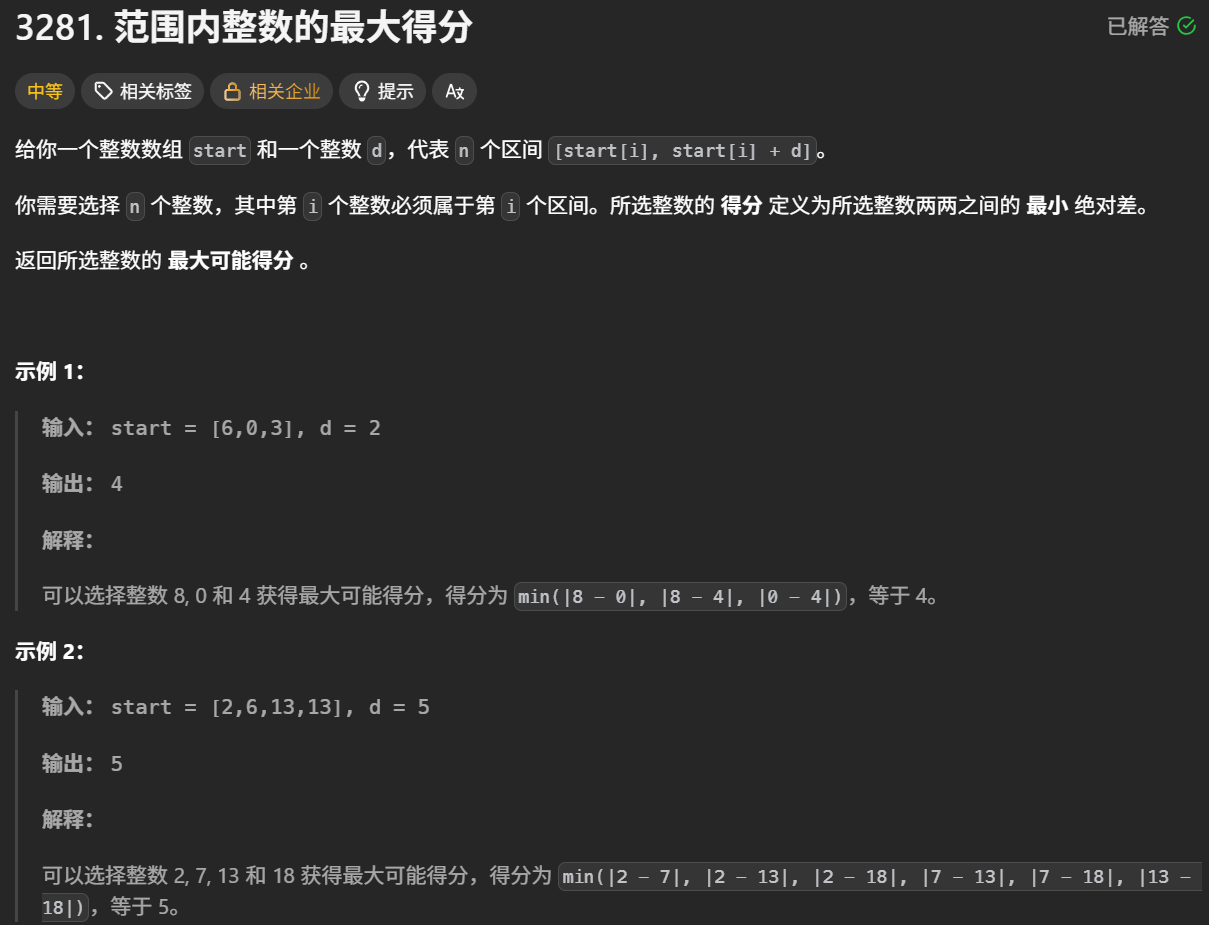 3281. 范围内整数的最大得分
已解答
中等 相关标签 相关企业 提示 Aあ
给你一个整数数组 start 和一个整数 d，代表 n 个区间 [start[i], start[i] + d]。
你需要选择 n 个整数，其中第 i 个整数必须属于第 i 个区间。所选整数的 得分 定义为所选整数两两之间的 最小 绝对差。
返回所选整数的 最大可能得分 。
示例 1：
输入： start = [6,0,3], d = 2
输出： 4
解释：
可以选择整数 8, 0 和 4 获得最大可能得分，得分为 min(|8 - 0|, |8 - 4|, |0 - 4|)，等于 4。
示例 2：
输入： start = [2,6,13,13], d = 5
输出： 5
解释：
可以选择整数 2, 7, 13 和 18 获得最大可能得分，得分为 min(|2 - 7|, |2 - 13|, |2 - 18|, |7 - 13|, |7 - 18|, |13 -
18|)，等于 5。